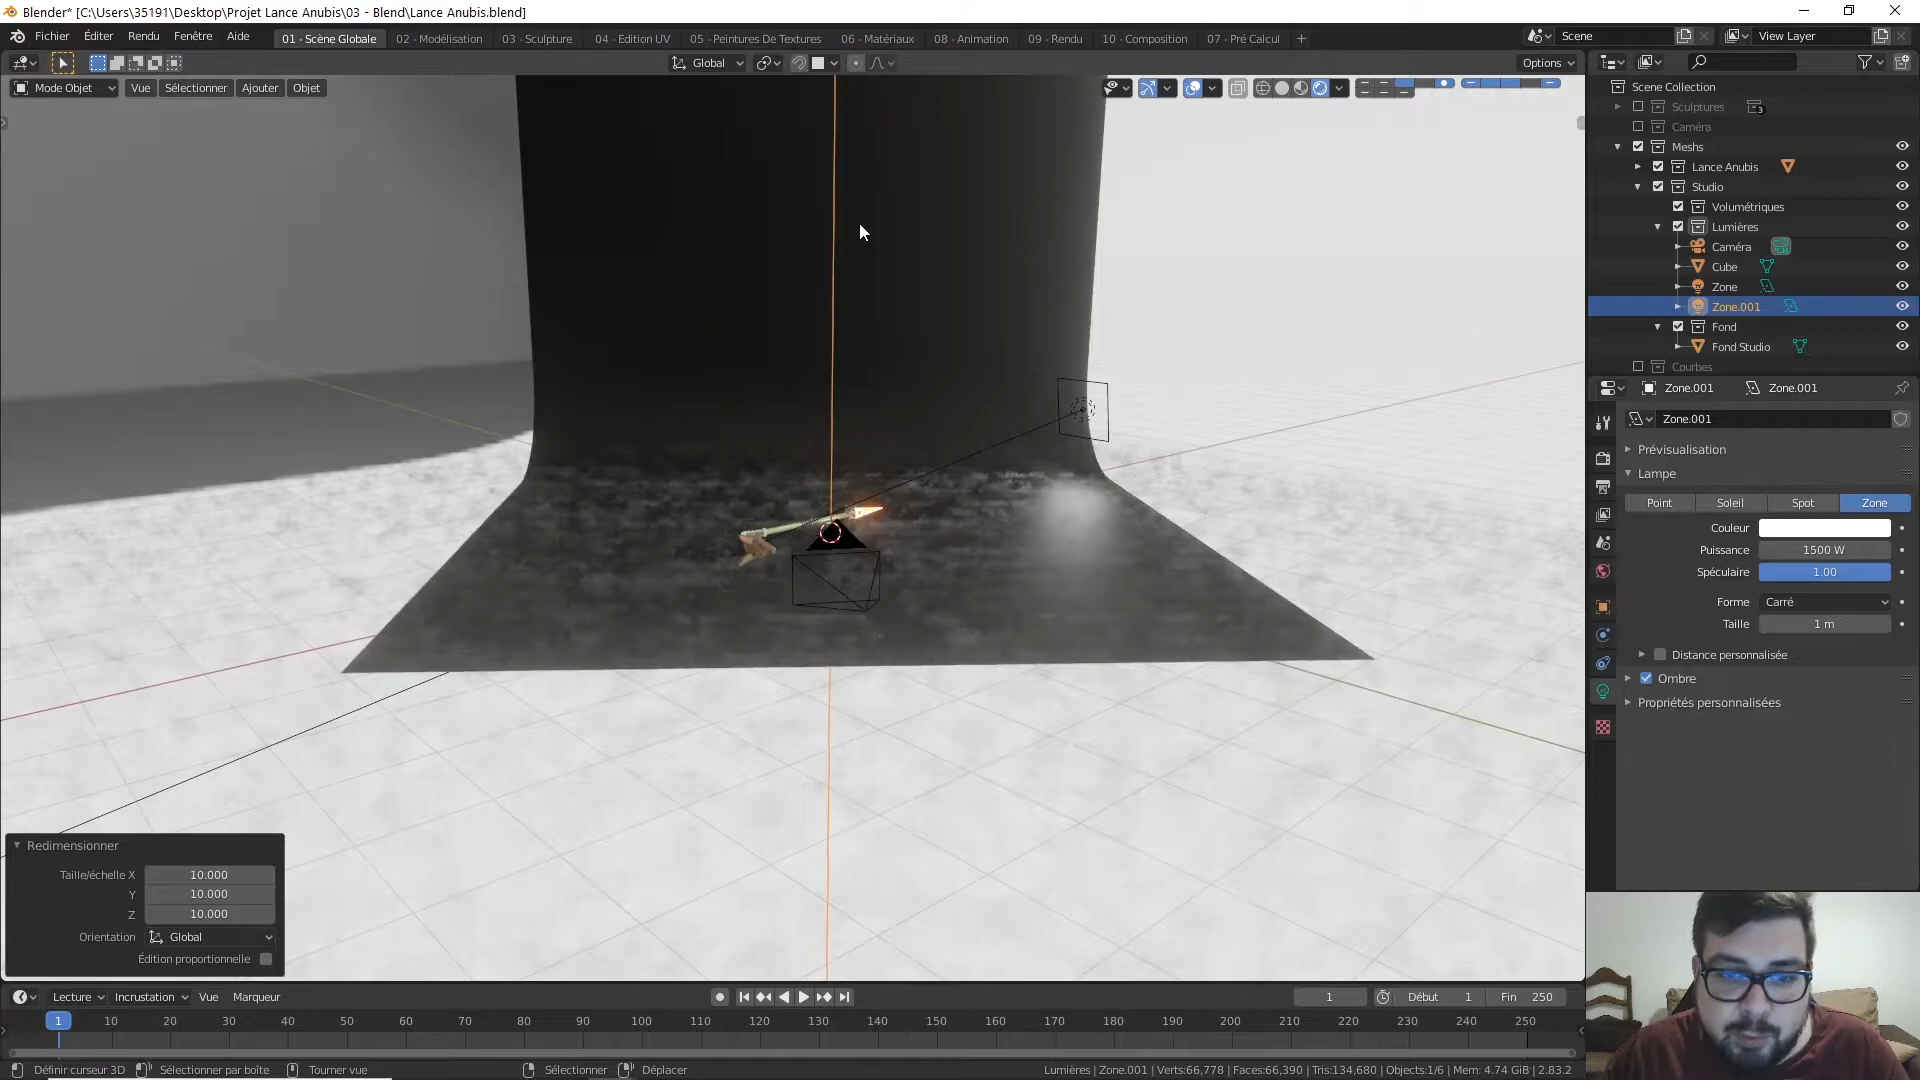 Blender* [C:\Users\35191\Desktop\Projet Lance Anubis\03 - Blend\Lance Anubis.blend]
Fichier Éditer Rendu Fenêtre Aide 01 - Scène Globale 02 - Modélisation 03 - Sculpture 04 - Edition UV 05 - Peintures De Textures 06 - Matériaux 08 - Animation 09 - Rendu 10 - Composition 07 - Pré Calcul + Scene View Layer
Global Options
Mode Objet Vue Sélectionner Ajouter Objet
Scene Collection
Sculptures 3
Caméra
Meshs
Lance Anubis
Studio
Volumétriques
Lumières
Caméra
Cube
Zone
Zone.001
Fond
Fond Studio
Courbes
Zone.001 Zone.001
Zone.001
Prévisualisation
Lampe
Point Soleil Spot Zone
Couleur
Puissance 1500 W
Spéculaire 1.00
Forme Carré
Taille 1 m
Distance personnalisée
Ombre
Propriétés personnalisées
Redimensionner
Taille/échelle X 10.000
Y 10.000
Z 10.000
Orientation Global
Édition proportionnelle
Lecture Incrustation Vue Marqueur 1 Début 1 Fin 250
1 10 20 30 40 50 60 70 80 90 100 110 120 130 140 150 160 170 180 190 200 210 220 230 240 250
Définir curseur 3D Sélectionner par boîte Tourner vue Sélectionner Déplacer Lumières | Zone.001 | Verts:66,778 | Faces:66,390 | Tris:134,680 | Objects:1/6 | Mem: 4.74 GiB | 2.83.2